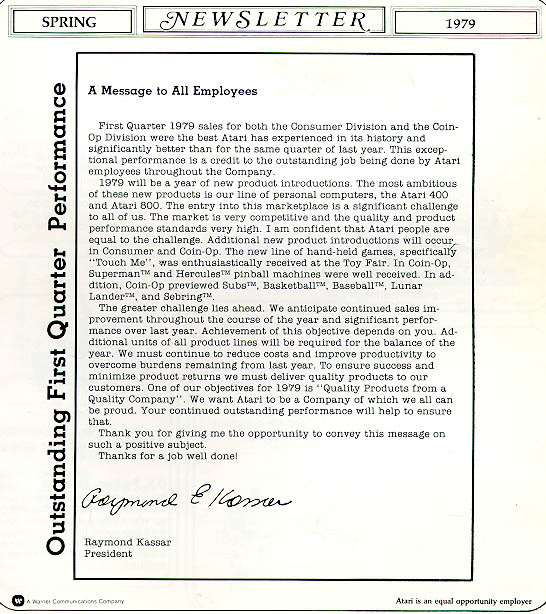 SPRING
NEWSLETTER
1979
Outstanding First Quarter Performance
A Message to All Employees
First Quarter 1979 sales for both the Consumer Division and the Coin-
Op Division were the best Atari has experienced in its history and
significantly better than for the same quarter of last year. This excep-
tional performance is a credit to the outstanding job being done by Atari
employees throughout the Company.
1979 will be a year of new product introductions. The most ambitious
of these new products is our line of personal computers, the Atari 400
and Atari 800. The entry into this marketplace is a significant challenge
to all of us. The market is very competitive and the quality and product
performance standards very high. I am confident that Atari people are
equal to the challenge. Additional new product introductions will occur
in Consumer and Coin-Op. The new line of hand-held games, specifically
"Touch Me", was enthusiastically received at the Toy Fair. In Coin-Op,
Superman™ and Hercules™ pinball machines were well received. In ad-
dition, Coin-Op previewed Subs™, Basketball™, Baseball™, Lunar
Lander™, and Sebring™.
The greater challenge lies ahead. We anticipate continued sales im-
provement throughout the course of the year and significant perfor-
mance over last year. Achievement of this objective depends on you. Ad-
ditional units of all product lines will be required for the balance of the
year. We must continue to reduce costs and improve productivity to
overcome burdens remaining from last year. To ensure success and
minimize product returns we must deliver quality products to our
customers. One of our objectives for 1979 is "Quality Products from a
Quality Company". We want Atari to be a Company of which we all can
be proud. Your continued outstanding performance will help to ensure
that.
Thank you for giving me the opportunity to convey this message on
such a positive subject.
Thanks for a job well done!
Raymond E Kassar
Raymond Kassar
President
A Warner Communications Company
Atari is an equal opportunity employer